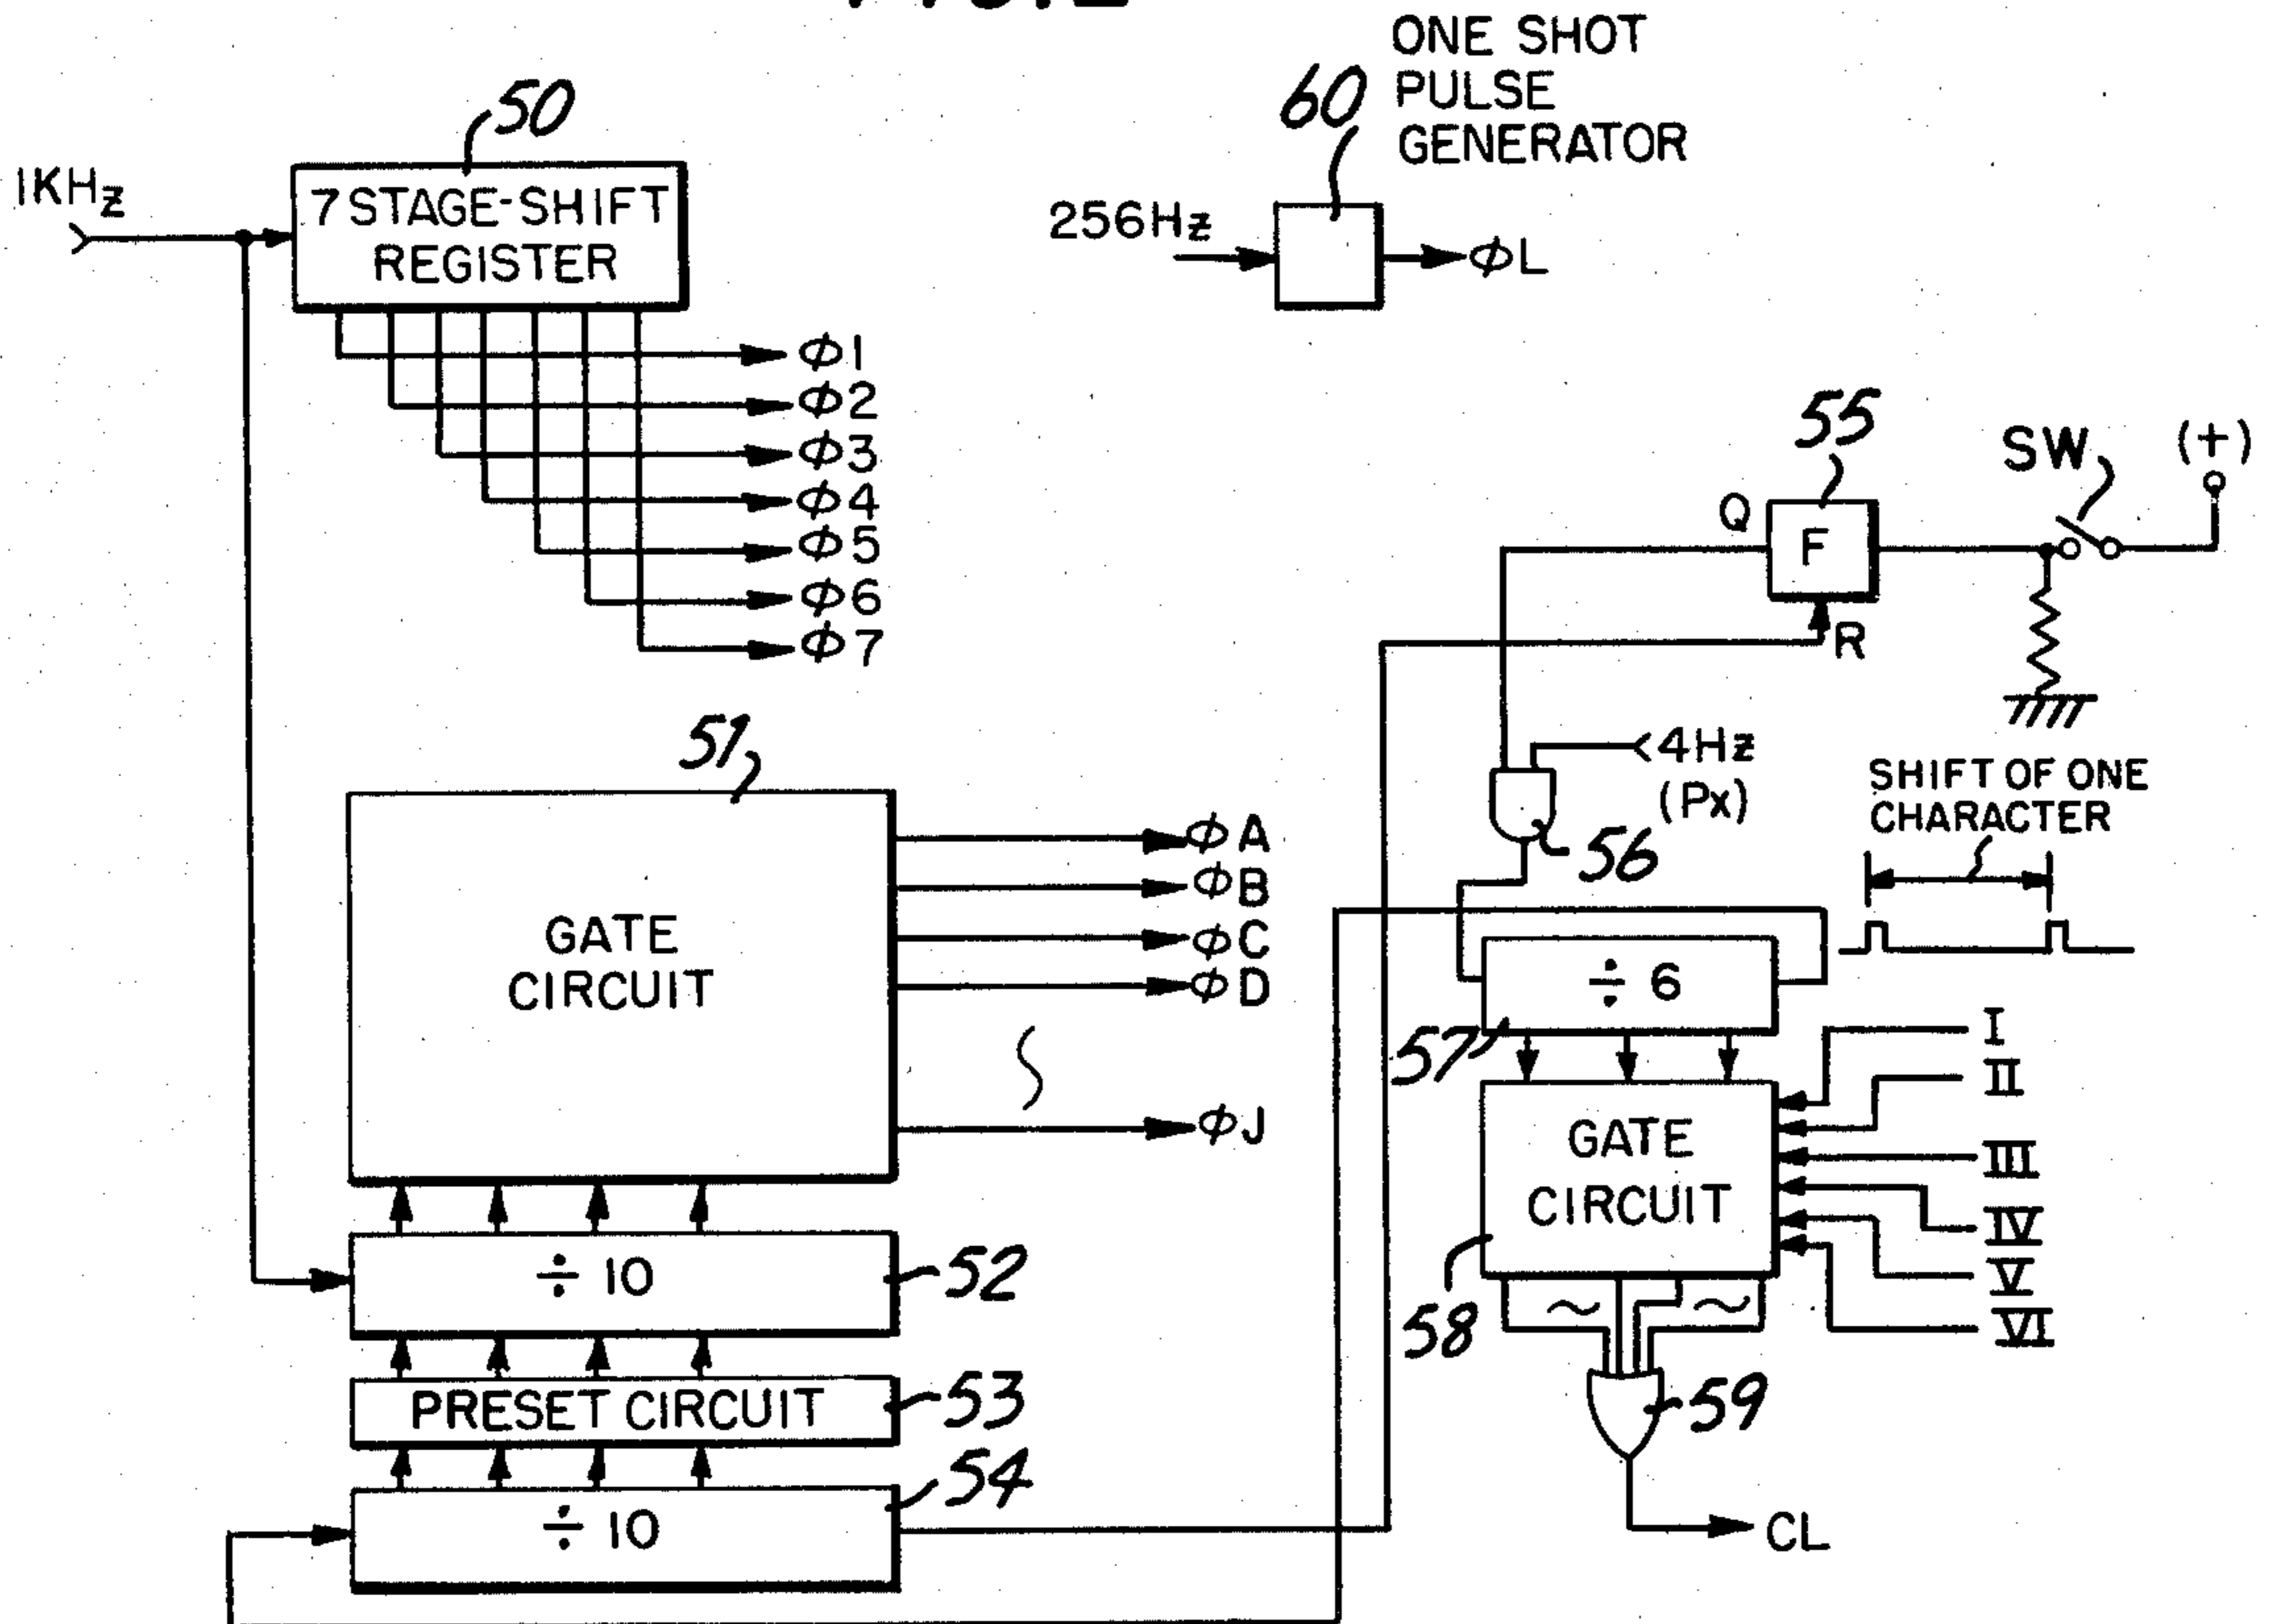 ONE SHOT
PULSE
GENERATOR
50
60
1KHz
7 STAGE-SHIFT
REGISTER
256Hz
ϕL
ϕ1
ϕ2
ϕ3
ϕ4
ϕ5
ϕ6
ϕ7
55
SW
(+)
Q
F
R
51
4Hz
(Px)
56
SHIFT OF ONE
CHARACTER
GATE
CIRCUIT
ϕA
ϕB
ϕC
ϕD
ϕJ
÷ 6
57
I
II
III
IV
V
VI
GATE
CIRCUIT
58
÷ 10
52
PRESET CIRCUIT
53
59
÷ 10
54
CL